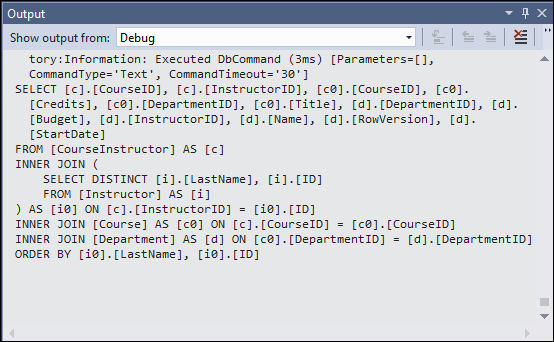 Output
Show output from: Debug
tory:Information: Executed DbCommand (3ms) [Parameters=[],
CommandType='Text', CommandTimeout='30']
SELECT [c].[CourseID], [c].[InstructorID], [c0].[CourseID], [c0].
[Credits], [c0].[DepartmentID], [c0].[Title], [d].[DepartmentID], [d].
[Budget], [d].[InstructorID], [d].[Name], [d].[RowVersion], [d].
[StartDate]
FROM [CourseInstructor] AS [c]
INNER JOIN (
SELECT DISTINCT [i].[LastName], [i].[ID]
FROM [Instructor] AS [i]
) AS [i0] ON [c].[InstructorID] = [i0].[ID]
INNER JOIN [Course] AS [c0] ON [c].[CourseID] = [c0].[CourseID]
INNER JOIN [Department] AS [d] ON [c0].[DepartmentID] = [d].[DepartmentID]
ORDER BY [i0].[LastName], [i0].[ID]